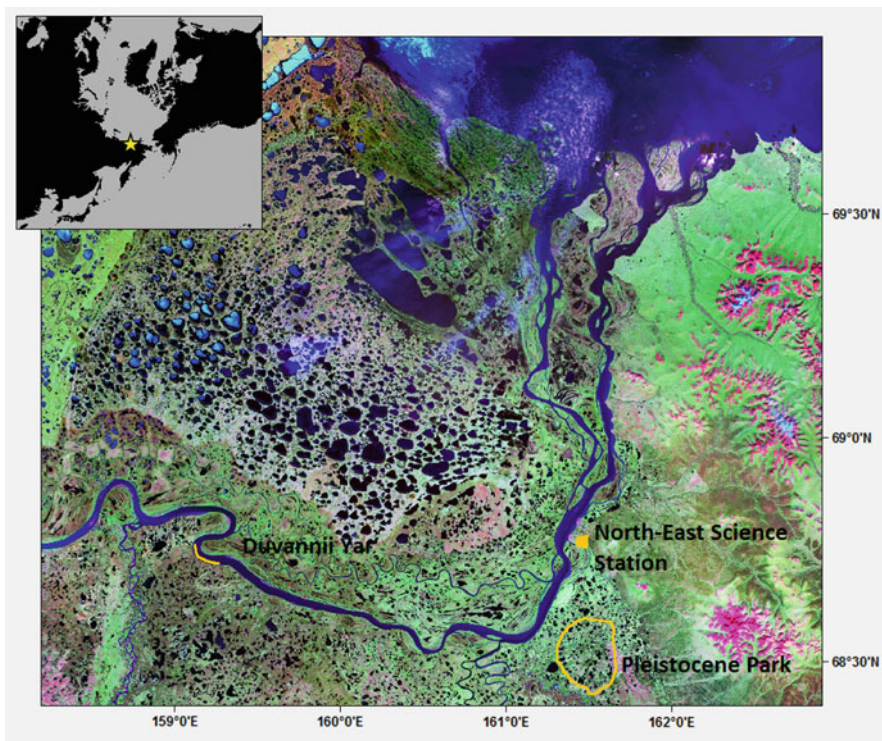 69°30'N
69°0'N
Duvannii Yar
North-East Science
Station
Pleistocene Park
68°30'N
159°0'E
160°0'E
161°0'E
162°0'E